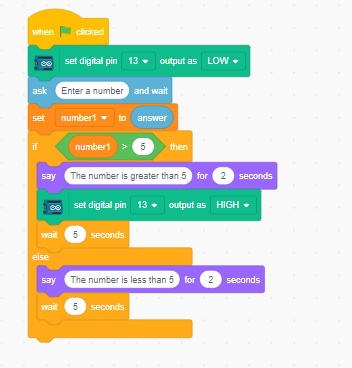 when clicked
set digital pin 13 output as LOW
ask Enter a number and wait
set number1 to answer
if number1 > 5 then
say The number is greater than 5 for 2 seconds
set digital pin 13 output as HIGH
wait 5 seconds
else
say The number is less than 5 for 2 seconds
wait 5 seconds